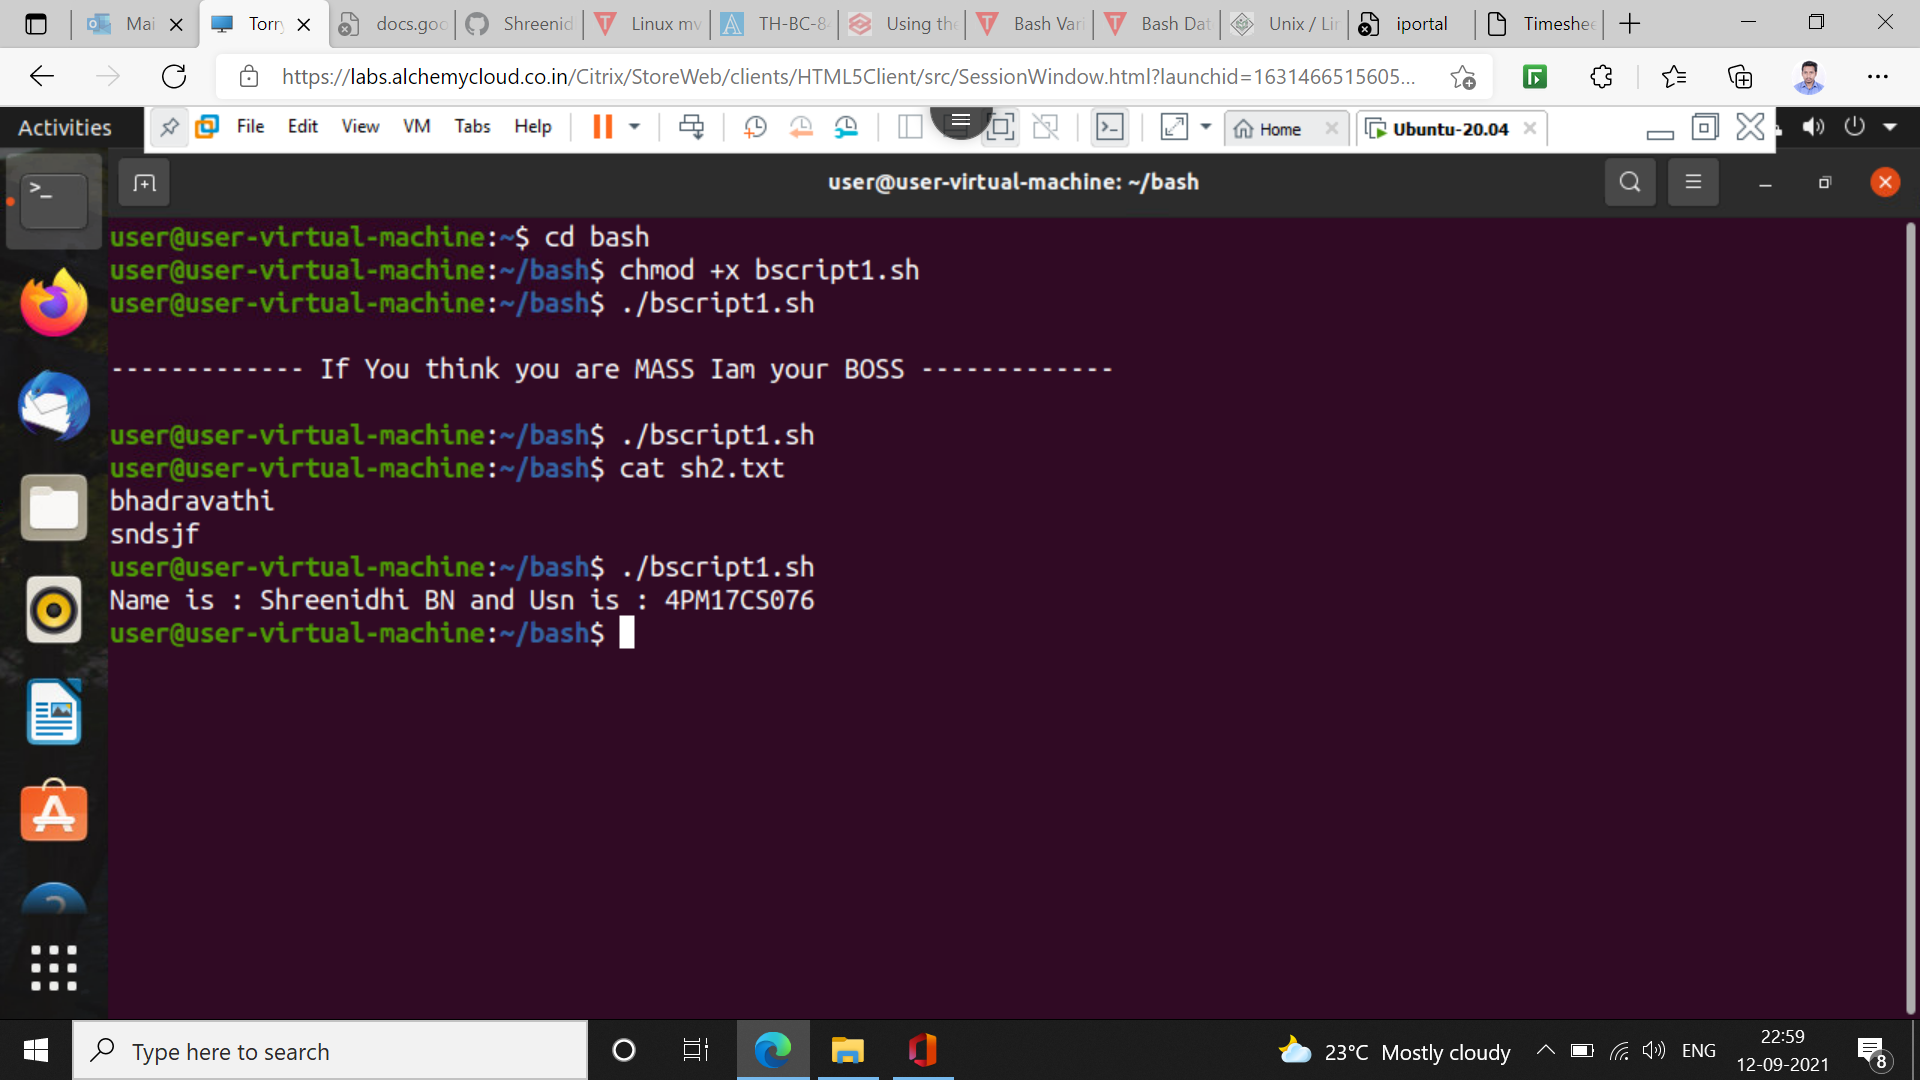 Mai
Torr
docs.goo
Shreenid
Linux mv
TH-BC-8
Using the
Bash Vari
Bash Dat
Unix / Lin
iportal
Timeshee
https://labs.alchemycloud.co.in/Citrix/StoreWeb/clients/HTML5Client/src/SessionWindow.html?launchid=1631466515605...
Activities
File Edit View VM Tabs Help
Home
Ubuntu-20.04
user@user-virtual-machine: ~/bash
user@user-virtual-machine:~$ cd bash
user@user-virtual-machine:~/bash$ chmod +x bscript1.sh
user@user-virtual-machine:~/bash$ ./bscript1.sh
------------- If You think you are MASS Iam your BOSS -------------
user@user-virtual-machine:~/bash$ ./bscript1.sh
user@user-virtual-machine:~/bash$ cat sh2.txt
bhadravathi
sndsjf
user@user-virtual-machine:~/bash$ ./bscript1.sh
Name is : Shreenidhi BN and Usn is : 4PM17CS076
user@user-virtual-machine:~/bash$
Type here to search
23°C Mostly cloudy
ENG
22:59
12-09-2021
8